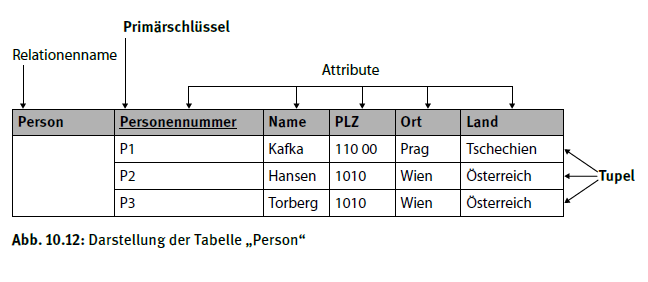 Primärschlüssel
Relationenname
Attribute
Person Personennummer Name PLZ Ort Land
P1 Kafka 110 00 Prag Tschechien
P2 Hansen 1010 Wien Österreich
Tupel
P3 Torberg 1010 Wien Österreich
Abb. 10.12: Darstellung der Tabelle „Person“